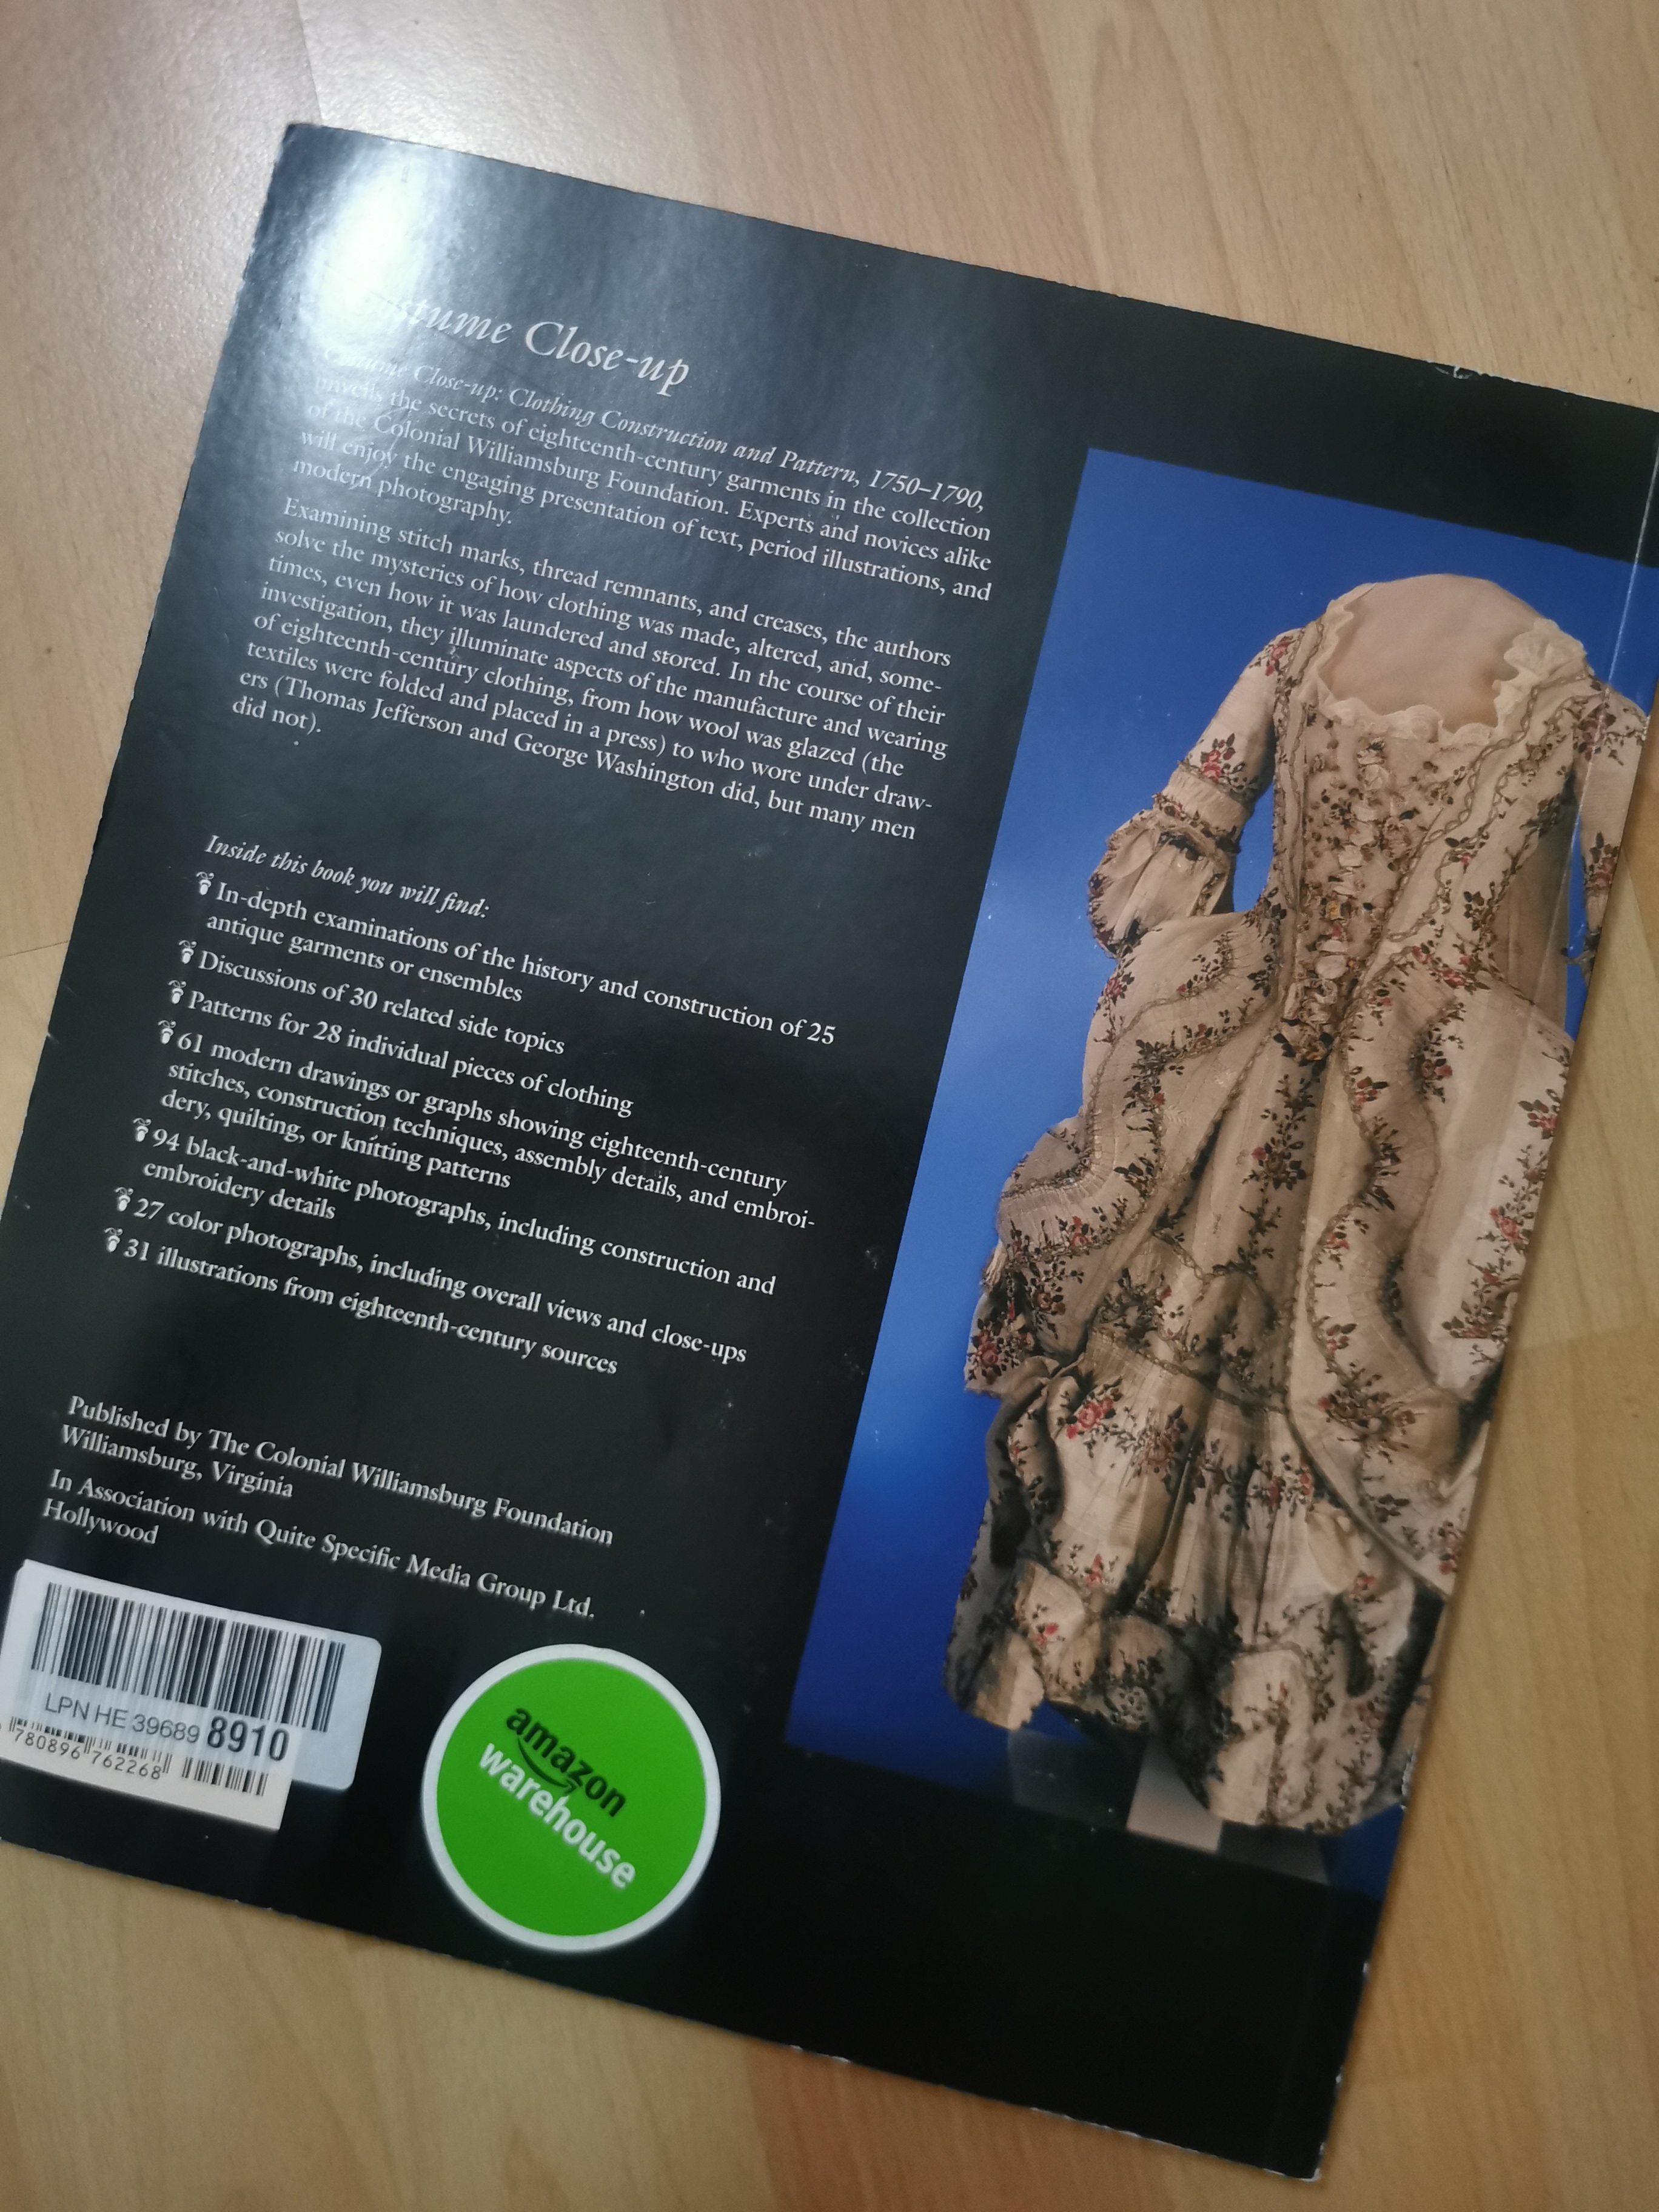 Close-up
Close-up: Clothing Construction and Pattern, 1750–1790,
unveils the secrets of eighteenth-century garments in the collection
of the Colonial Williamsburg Foundation. Experts and novices alike
will enjoy the engaging presentation of text, period illustrations, and
modern photography.
Examining stitch marks, thread remnants, and creases, the authors
solve the mysteries of how clothing was made, altered, and, some-
times, even how it was laundered and stored. In the course of their
investigation, they illuminate aspects of the manufacture and wearing
of eighteenth-century clothing, from how wool was glazed (the
textiles were folded and placed in a press) to who wore under draw-
ers (Thomas Jefferson and George Washington did, but many men
did not).
Inside this book you will find:
In-depth examinations of the history and construction of 25
antique garments or ensembles
Discussions of 30 related side topics
Patterns for 28 individual pieces of clothing
61 modern drawings or graphs showing eighteenth-century
stitches, construction techniques, assembly details, and embroi-
dery, quilting, or knitting patterns
94 black-and-white photographs, including construction and
embroidery details
27 color photographs, including overall views and close-ups
31 illustrations from eighteenth-century sources
Published by The Colonial Williamsburg Foundation
Williamsburg, Virginia
In Association with Quite Specific Media Group Ltd.
Hollywood
LPN HE 39689 8910
780896 762268
amazon
warehouse